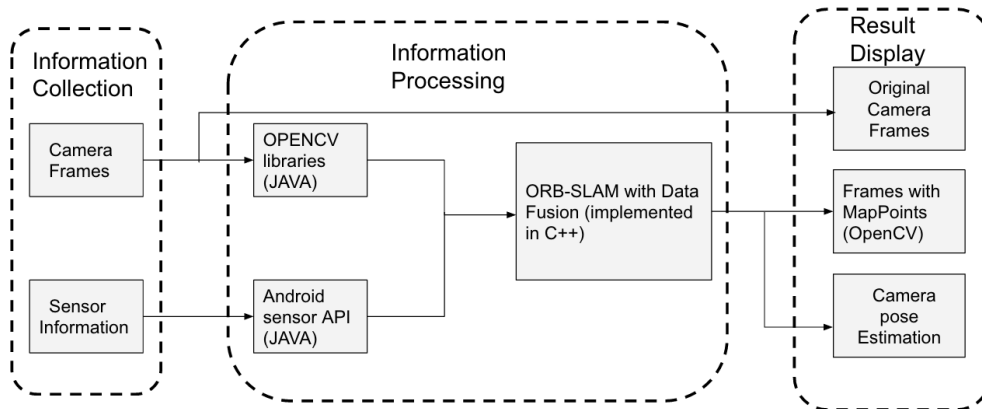 Information
Collection
Camera
Frames
Sensor
Information
Information
Processing
OPENCV
libraries
(JAVA)
Android
sensor API
(JAVA)
ORB-SLAM with Data
Fusion (implemented
in C++)
Result
Display
Original
Camera
Frames
Frames with
MapPoints
(OpenCV)
Camera
pose
Estimation